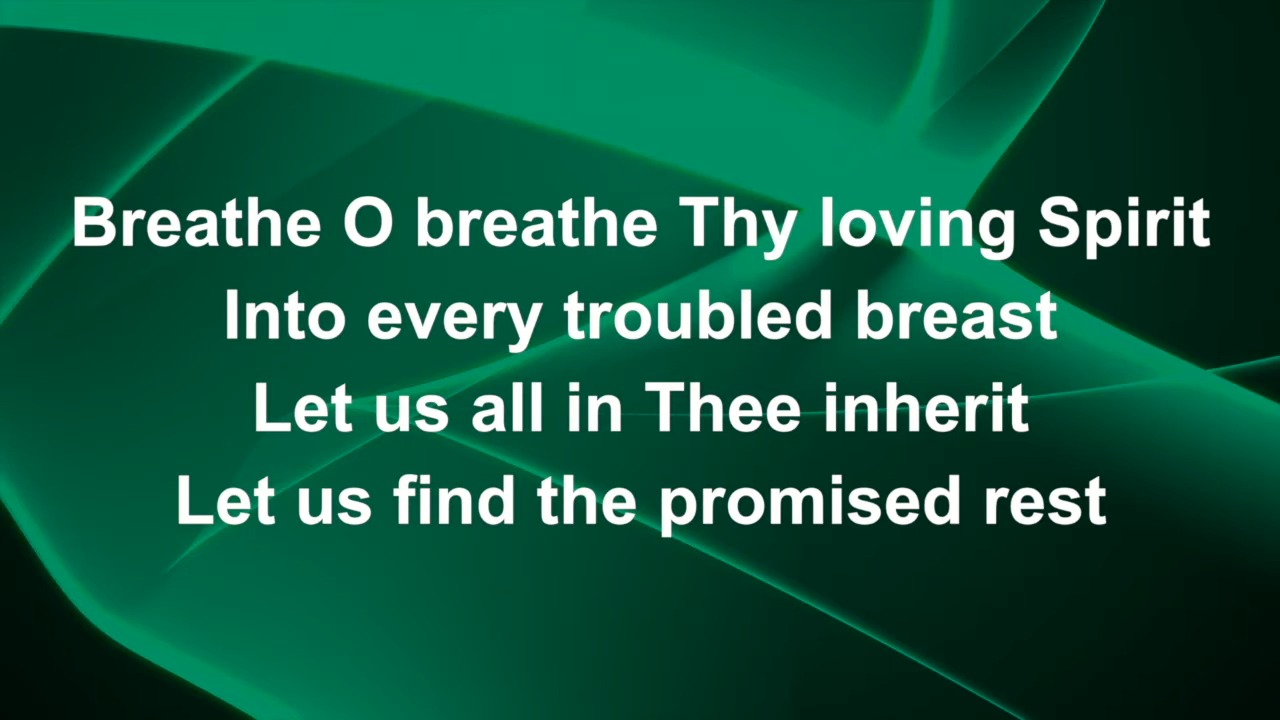 Breathe O breathe Thy loving Spirit
Into every troubled breast
Let us all in Thee inherit
Let us find the promised rest